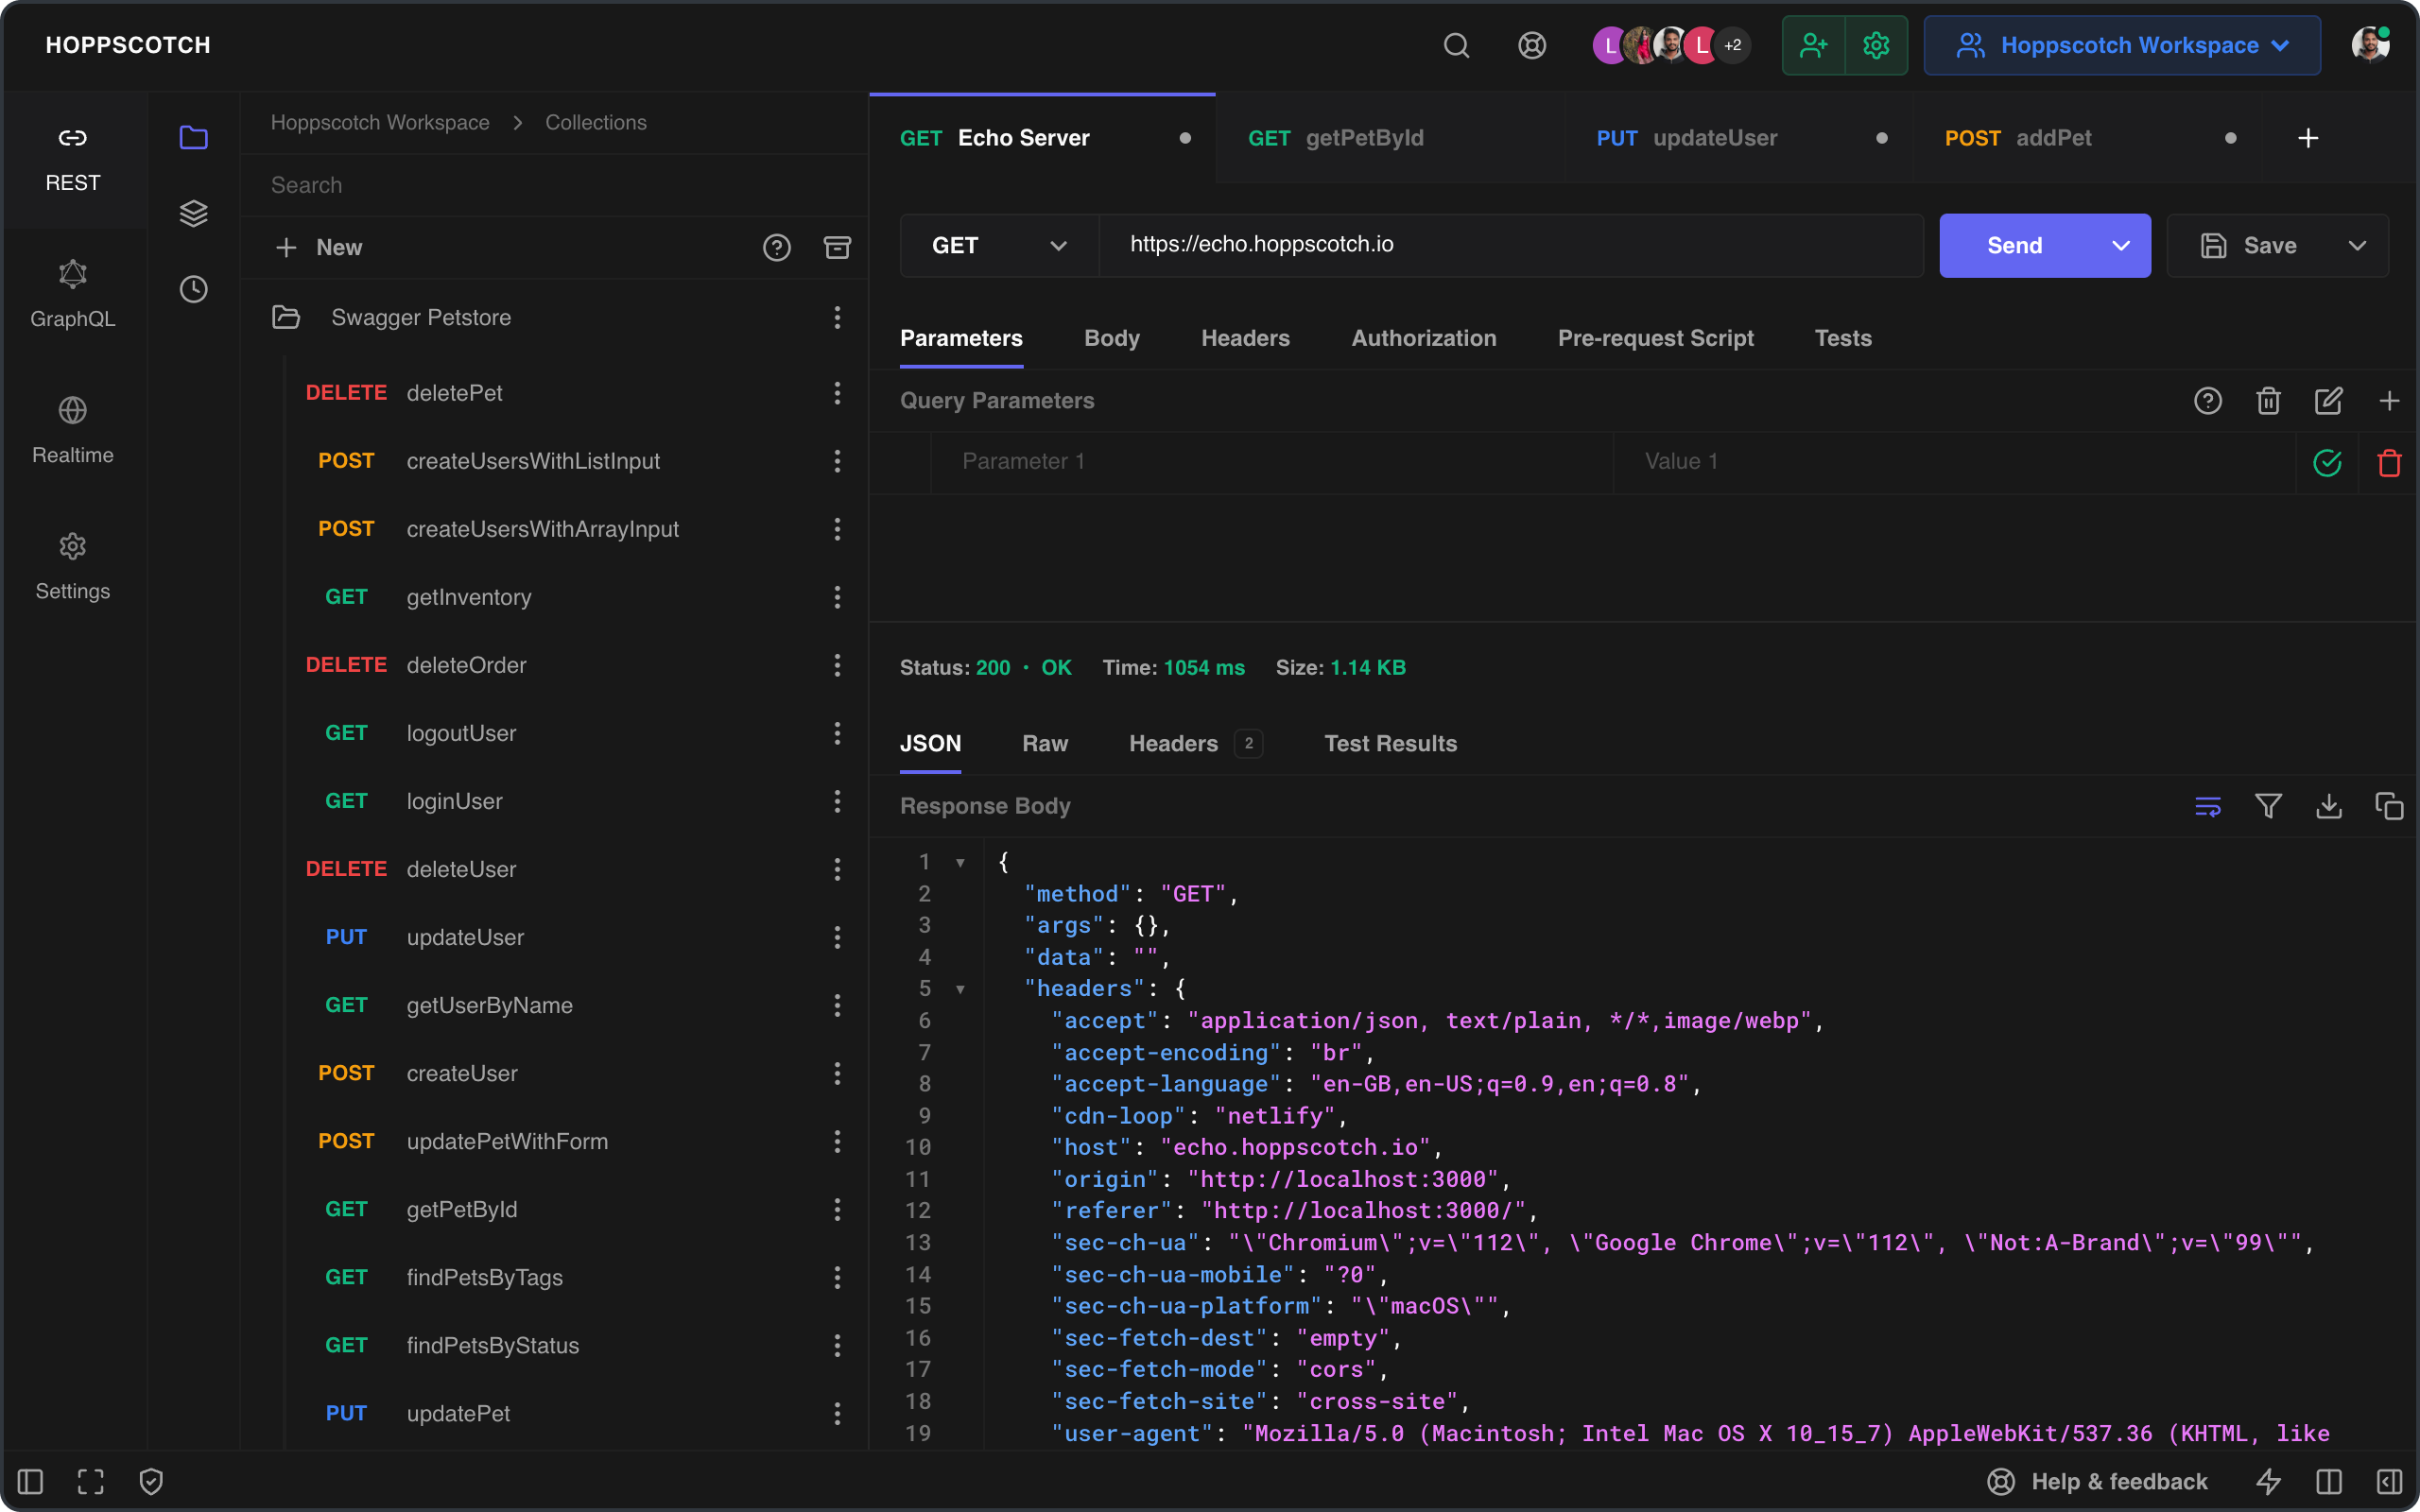 HOPPSCOTCH
L
L
+2
Hoppscotch Workspace
REST
GraphQL
Realtime
Settings
Hoppscotch Workspace > Collections
Search
+ New
Swagger Petstore
DELETE deletePet
POST createUsersWithListInput
POST createUsersWithArrayInput
GET getInventory
DELETE deleteOrder
GET logoutUser
GET loginUser
DELETE deleteUser
PUT updateUser
GET getUserByName
POST createUser
POST updatePetWithForm
GET getPetById
GET findPetsByTags
GET findPetsByStatus
PUT updatePet
GET Echo Server
GET getPetById
PUT updateUser
POST addPet
GET
https://echo.hoppscotch.io
Send
Save
Parameters Body Headers Authorization Pre-request Script Tests
Query Parameters
Parameter 1
Value 1
Status: 200 • OK Time: 1054 ms Size: 1.14 KB
JSON Raw Headers 2 Test Results
Response Body
1 {
2 "method": "GET",
3 "args": {},
4 "data": "",
5 "headers": {
6 "accept": "application/json, text/plain, */*,image/webp",
7 "accept-encoding": "br",
8 "accept-language": "en-GB,en-US;q=0.9,en;q=0.8",
9 "cdn-loop": "netlify",
10 "host": "echo.hoppscotch.io",
11 "origin": "http://localhost:3000",
12 "referer": "http://localhost:3000/",
13 "sec-ch-ua": "\"Chromium\";v=\"112\", \"Google Chrome\";v=\"112\", \"Not:A-Brand\";v=\"99\"",
14 "sec-ch-ua-mobile": "?0",
15 "sec-ch-ua-platform": "\"macOS\"",
16 "sec-fetch-dest": "empty",
17 "sec-fetch-mode": "cors",
18 "sec-fetch-site": "cross-site",
19 "user-agent": "Mozilla/5.0 (Macintosh; Intel Mac OS X 10_15_7) AppleWebKit/537.36 (KHTML, like
Help & feedback